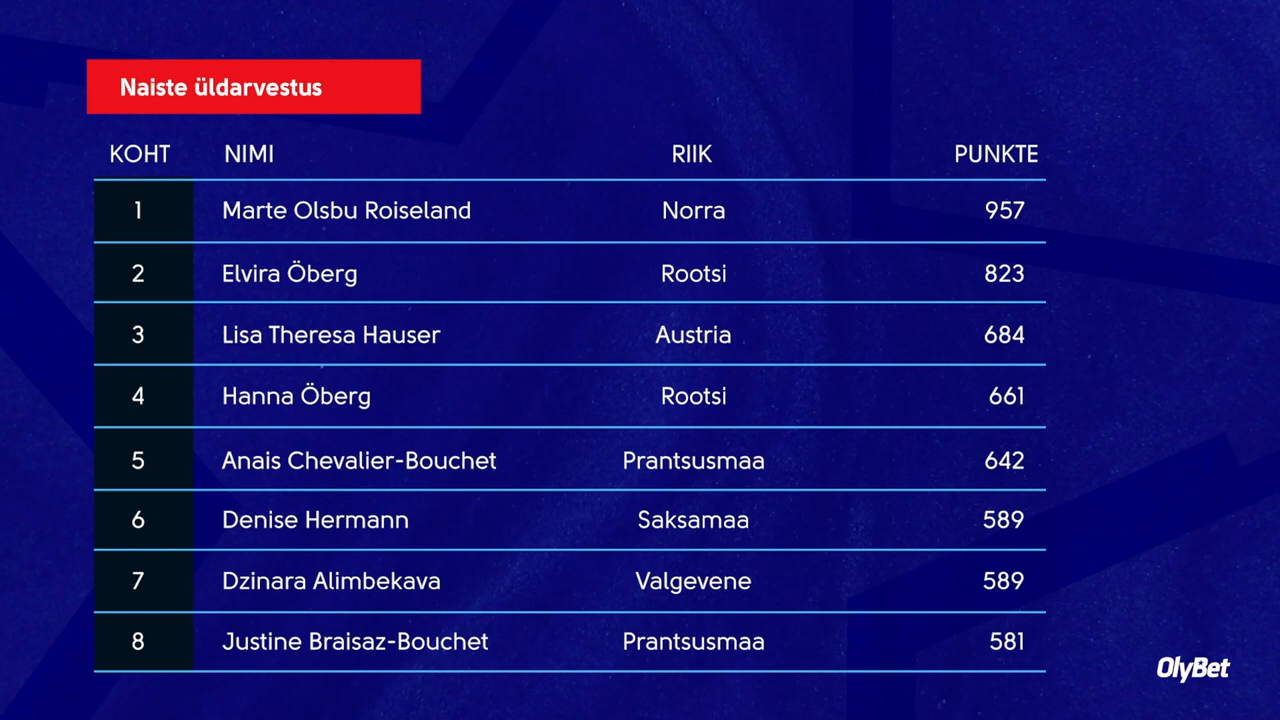 Naiste üldarvestus
KOHT NIMI RIIK PUNKTE
1 Marte Olsbu Roiseland Norra 957
2 Elvira Öberg Rootsi 823
3 Lisa Theresa Hauser Austria 684
4 Hanna Öberg Rootsi 661
5 Anais Chevalier-Bouchet Prantsusmaa 642
6 Denise Hermann Saksamaa 589
7 Dzinara Alimbekava Valgevene 589
8 Justine Braisaz-Bouchet Prantsusmaa 581
OlyBet